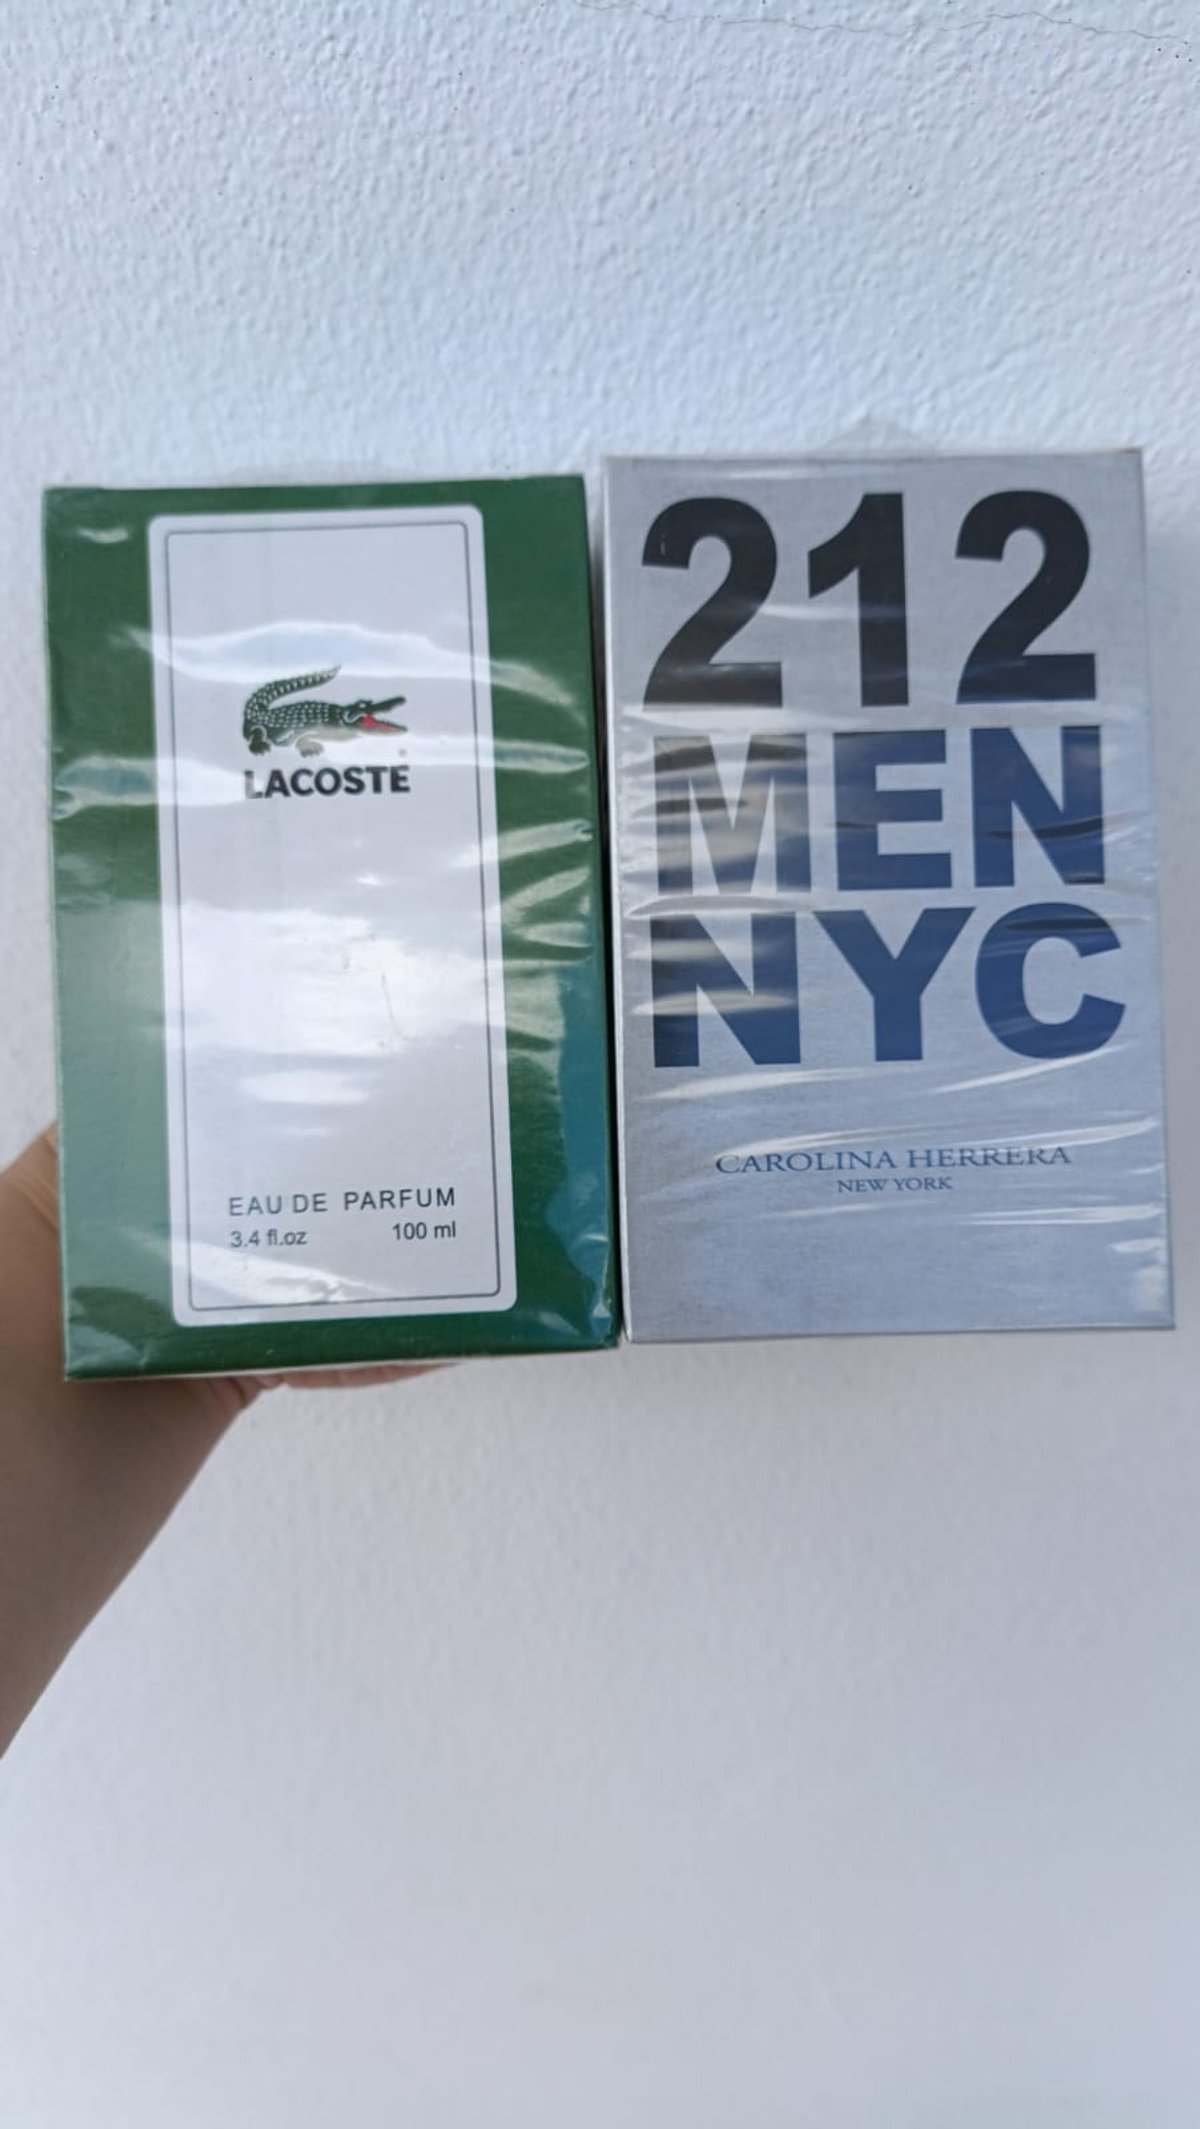 LACOSTE
EAU DE PARFUM
3.4 fl.oz 100 ml
212
MEN
NYC
CAROLINA HERRERA
NEW YORK